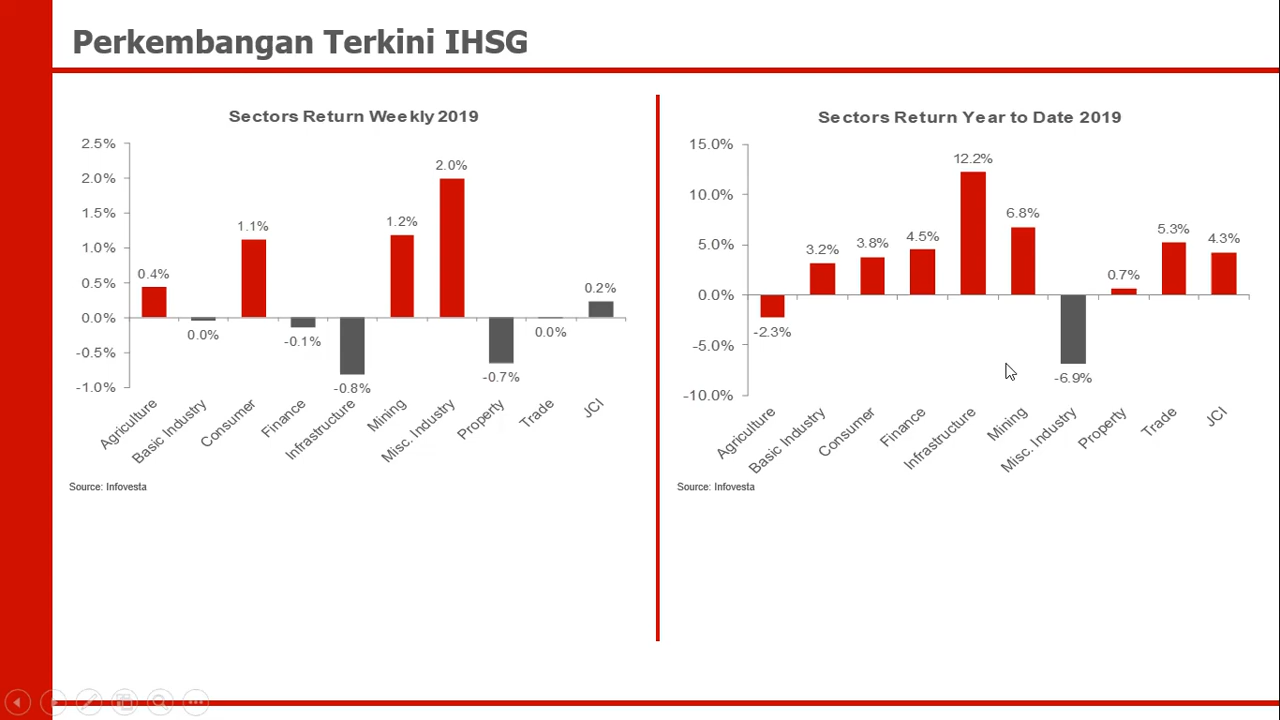 Perkembangan Terkini IHSG
Sectors Return Weekly 2019
2.5%
2.0%
1.5%
1.0%
0.5%
0.0%
-0.5%
-1.0%
0.4%
0.0%
1.1%
-0.1%
-0.8%
1.2%
2.0%
-0.7%
0.0%
0.2%
Agriculture
Basic Industry
Consumer
Finance
Infrastructure
Mining
Misc. Industry
Property
Trade
JCI
Source: Infovesta
Sectors Return Year to Date 2019
15.0%
10.0%
5.0%
0.0%
-5.0%
-10.0%
-2.3%
3.2%
3.8%
4.5%
12.2%
6.8%
-6.9%
0.7%
5.3%
4.3%
Agriculture
Basic Industry
Consumer
Finance
Infrastructure
Mining
Misc. Industry
Property
Trade
JCI
Source: Infovesta